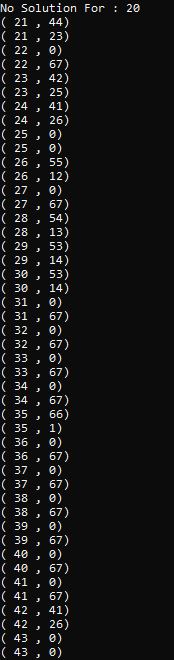 No Solution For : 20
( 21 , 44)
( 21 , 23)
( 22 , 0)
( 22 , 67)
( 23 , 42)
( 23 , 25)
( 24 , 41)
( 24 , 26)
( 25 , 0)
( 25 , 0)
( 26 , 55)
( 26 , 12)
( 27 , 0)
( 27 , 67)
( 28 , 54)
( 28 , 13)
( 29 , 53)
( 29 , 14)
( 30 , 53)
( 30 , 14)
( 31 , 0)
( 31 , 67)
( 32 , 0)
( 32 , 67)
( 33 , 0)
( 33 , 67)
( 34 , 0)
( 34 , 67)
( 35 , 66)
( 35 , 1)
( 36 , 0)
( 36 , 67)
( 37 , 0)
( 37 , 67)
( 38 , 0)
( 38 , 67)
( 39 , 0)
( 39 , 67)
( 40 , 0)
( 40 , 67)
( 41 , 0)
( 41 , 67)
( 42 , 41)
( 42 , 26)
( 43 , 0)
( 43 , 0)